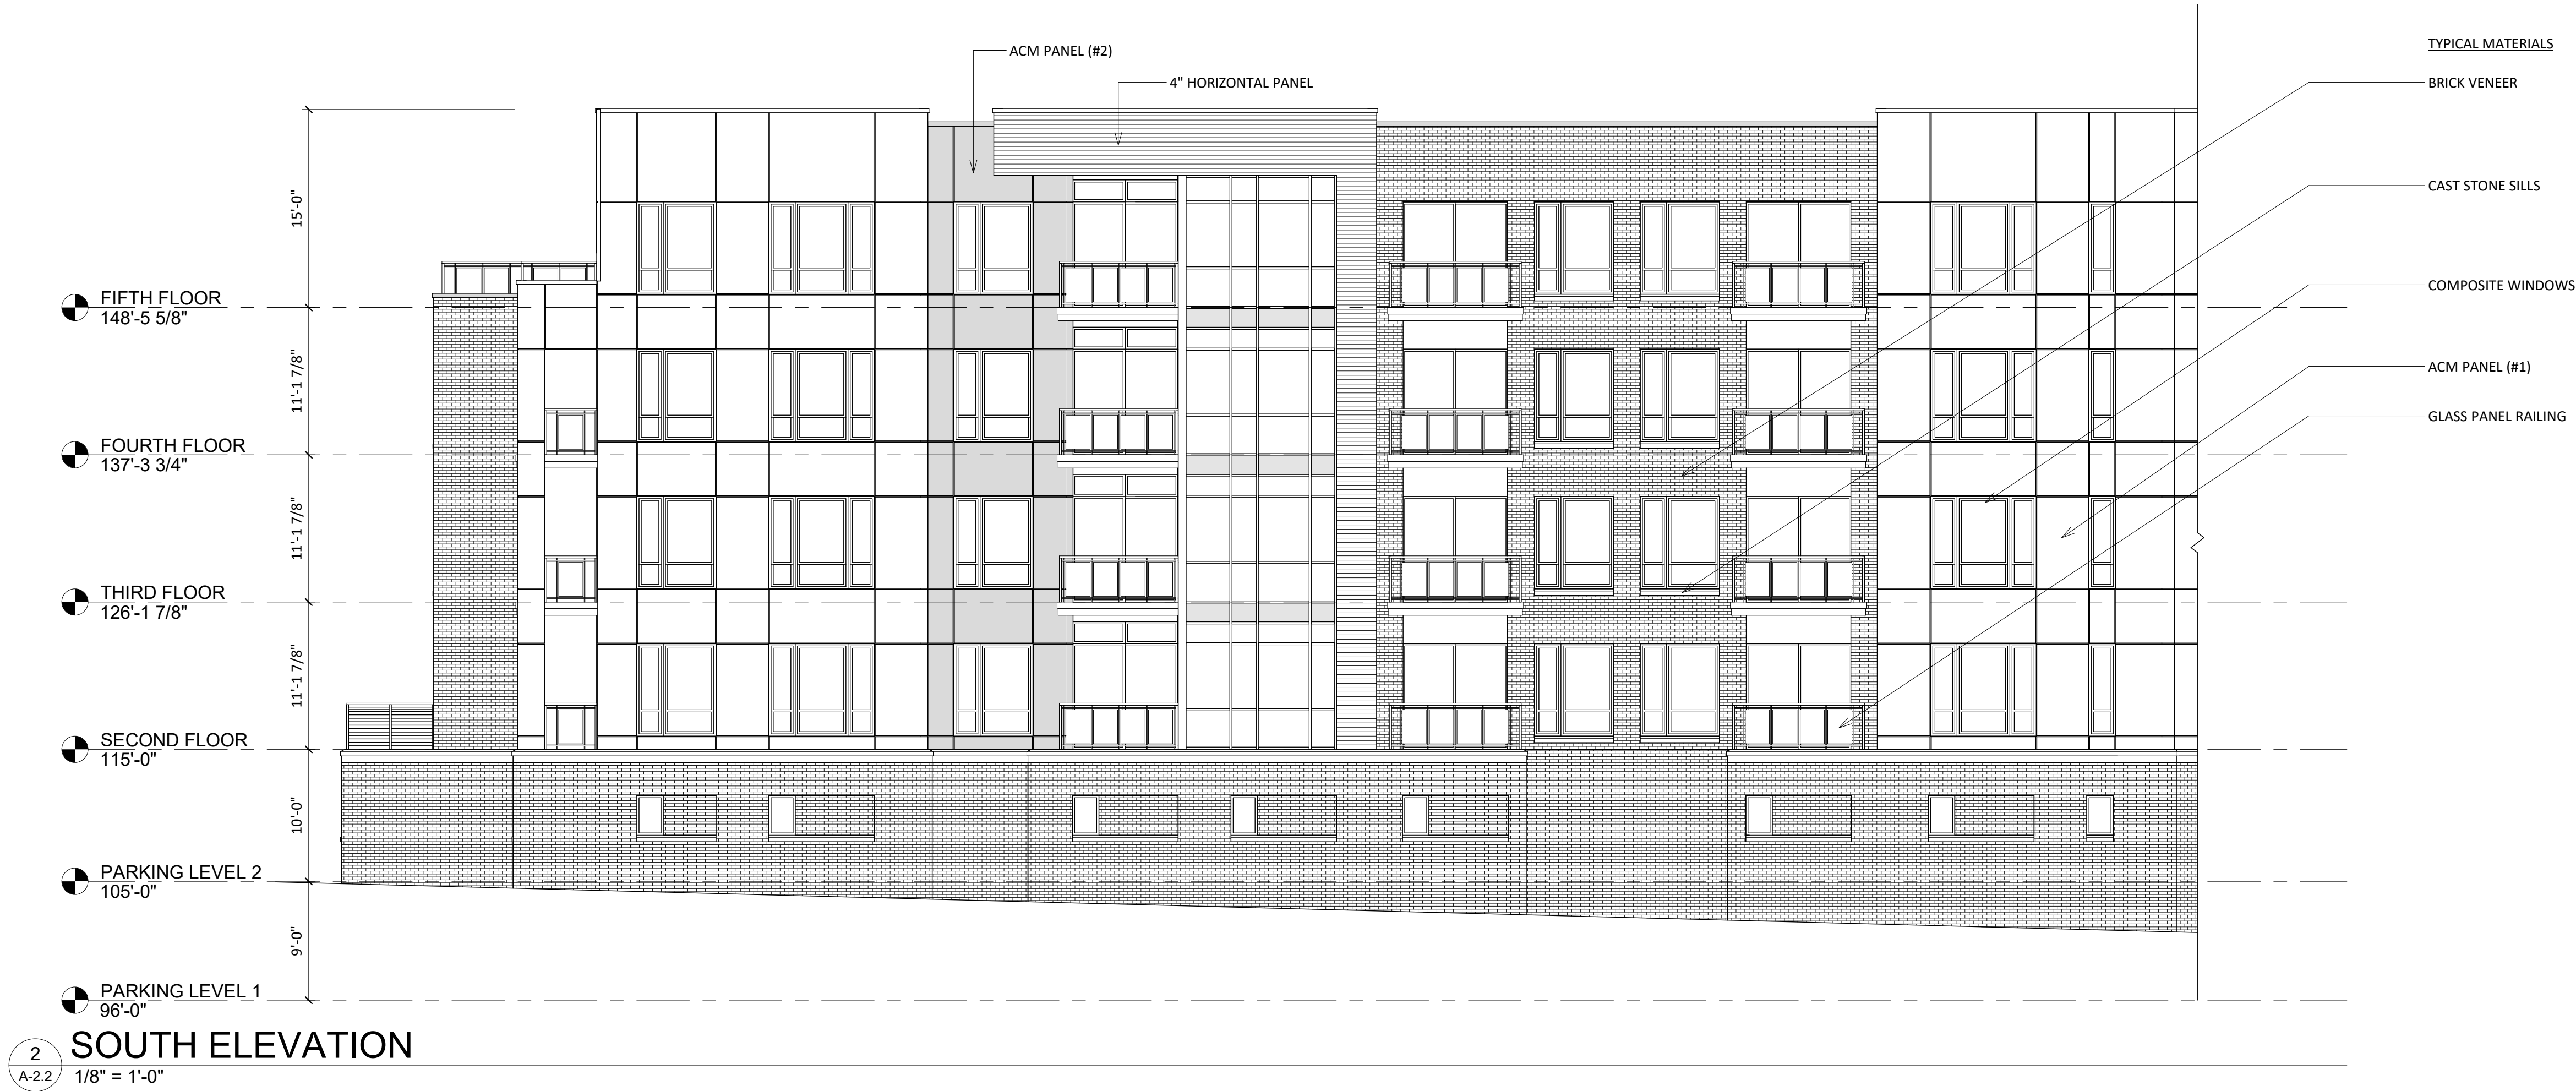 ACM PANEL (#2)
4" HORIZONTAL PANEL
TYPICAL MATERIALS
BRICK VENEER
CAST STONE SILLS
COMPOSITE WINDOWS
ACM PANEL (#1)
GLASS PANEL RAILING
15'-0"
FIFTH FLOOR
148'-5 5/8"
11'-1 7/8"
FOURTH FLOOR
137'-3 3/4"
11'-1 7/8"
THIRD FLOOR
126'-1 7/8"
11'-1 7/8"
SECOND FLOOR
115'-0"
10'-0"
PARKING LEVEL 2
105'-0"
9'-0"
PARKING LEVEL 1
96'-0"
2
A-2.2
SOUTH ELEVATION
1/8" = 1'-0"